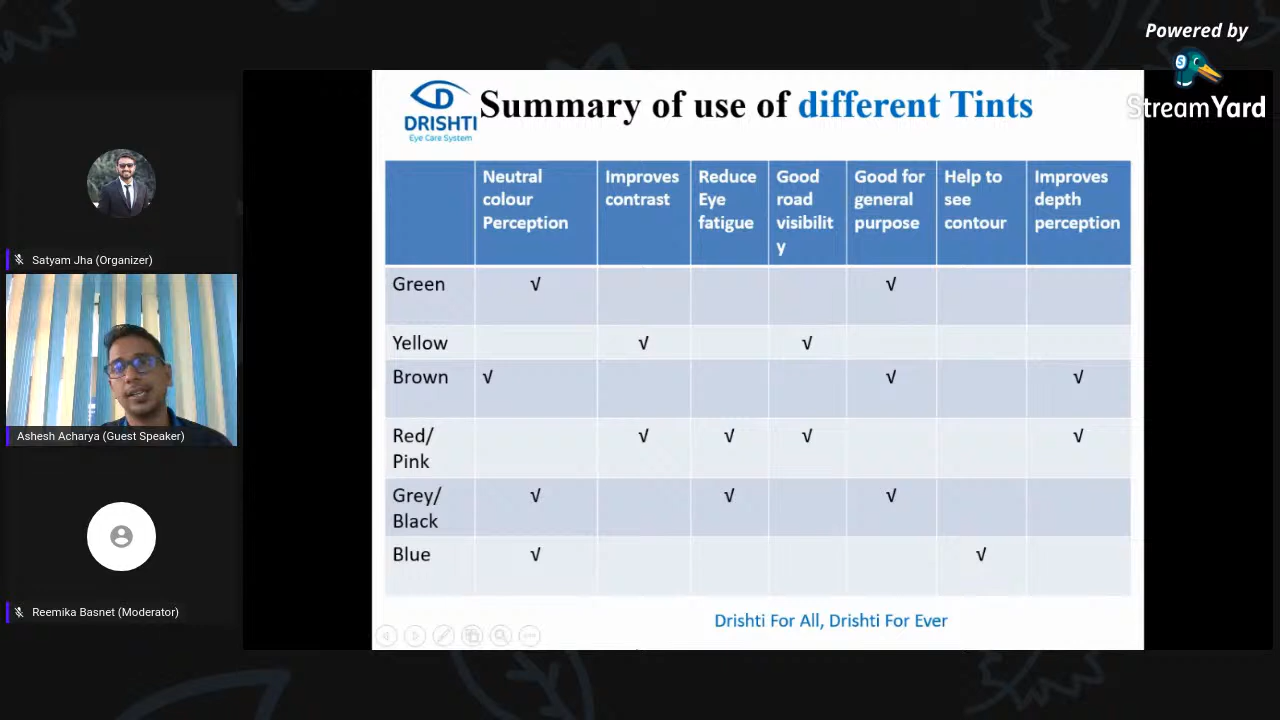 Powered by
StreamYard
DRISHTI
Eye Care System
Summary of use of different Tints
Neutral colour Perception
Improves contrast
Reduce Eye fatigue
Good road visibility
Good for general purpose
Help to see contour
Improves depth perception
Green √ √
Yellow √ √
Brown √ √ √
Red/ Pink √ √ √ √
Grey/ Black √ √ √
Blue √ √
Drishti For All, Drishti For Ever
Satyam Jha (Organizer)
Ashesh Acharya (Guest Speaker)
Reemika Basnet (Moderator)